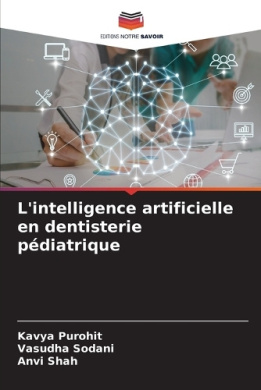 EDITIONS NOTRE SAVOIR
L'intelligence artificielle
en dentisterie
pédiatrique
Kavya Purohit
Vasudha Sodani
Anvi Shah